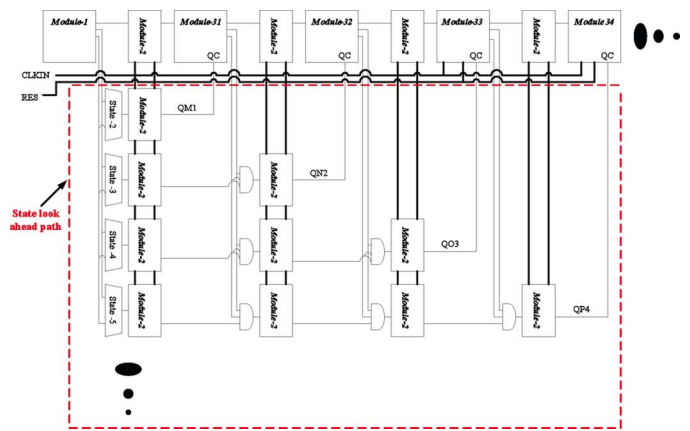 Module-1
Module-2
Module-31
Module-2
Module-32
Module-2
Module-33
Module-2
Module 34
QC
QC
QC
QC
CLKIN
RES
State -2
Module-2
QM1
State -3
Module-2
Module-2
QN2
State look
ahead path
State -4
Module-2
Module-2
Module-2
QO3
State -5
Module-2
Module-2
Module-2
Module-2
QP4